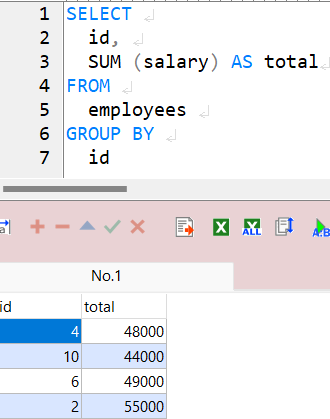 1 SELECT
2 id,
3 SUM (salary) AS total
4 FROM
5 employees
6 GROUP BY
7 id
ALL
A.B
No.1
id total
4 48000
10 44000
6 49000
2 55000